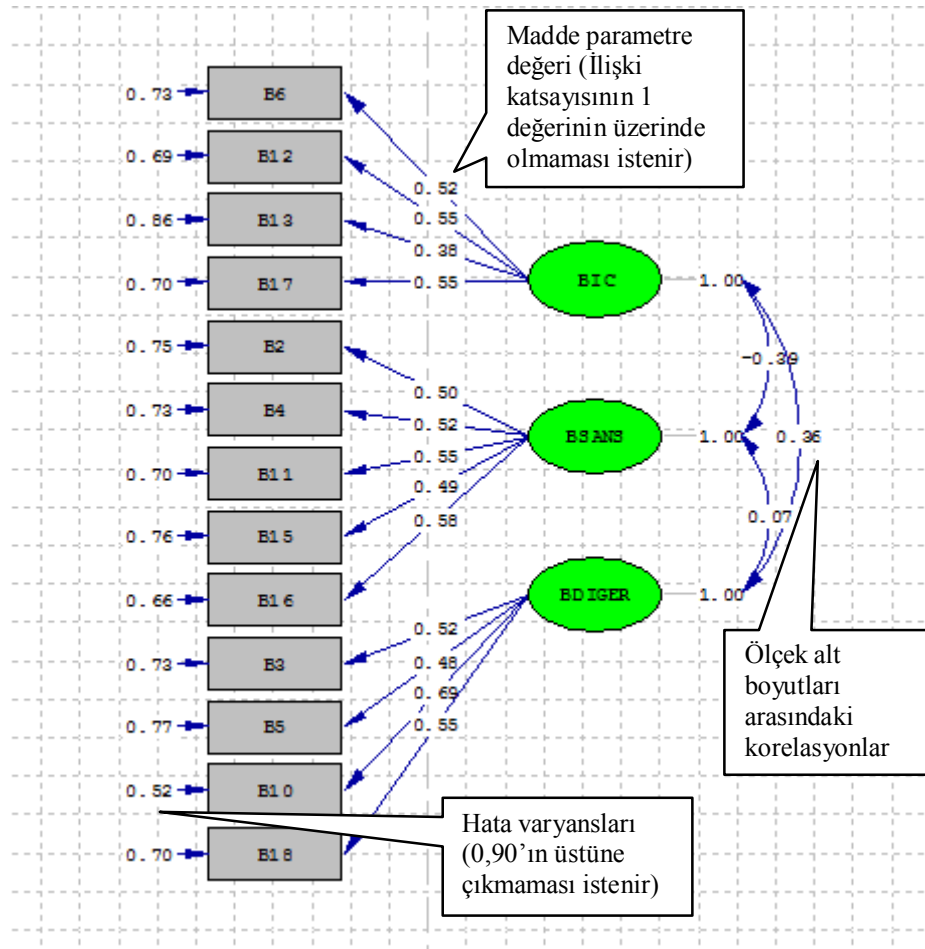 Madde parametre
değeri (İlişki
katsayısının 1
değerinin üzerinde
olmaması istenir)
0.73 B6
0.69 B12
0.52
0.86 B13
0.55
0.38
0.70 B17
0.55
BIC
1.00
0.75 B2
-0.39
0.50
0.73 B4
0.52
BSANS
1.00
0.36
0.70 B11
0.55
0.49
0.76 B15
0.58
0.07
0.66 B16
BDIGER
1.00
0.52
0.73 B3
0.48
0.69
0.77 B5
0.55
Ölçek alt
boyutları
arasındaki
korelasyonlar
0.52 B10
0.70 B18
Hata varyansları
(0,90’ın üstüne
çıkmaması istenir)